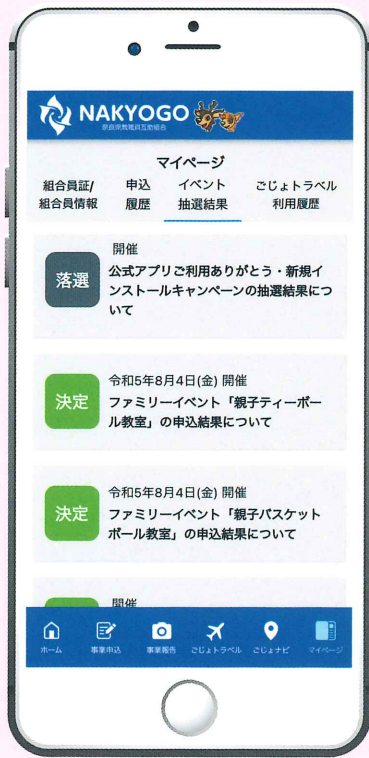 NAKYOGO
奈良県教職員互助組合
マイページ
組合員証/
組合員情報
申込
履歴
イベント
抽選結果
ごじょトラベル
利用履歴
落選
開催
公式アプリご利用ありがとう・新規イ
ンストールキャンペーンの抽選結果につ
いて
決定
令和5年8月4日(金) 開催
ファミリーイベント「親子ティーボー
ル教室」の申込結果について
決定
令和5年8月4日(金) 開催
ファミリーイベント「親子バスケット
ボール教室」の申込結果について
開催
ホーム
事業申込
事業報告
ごじょトラベル
ごじょナビ
マイページ